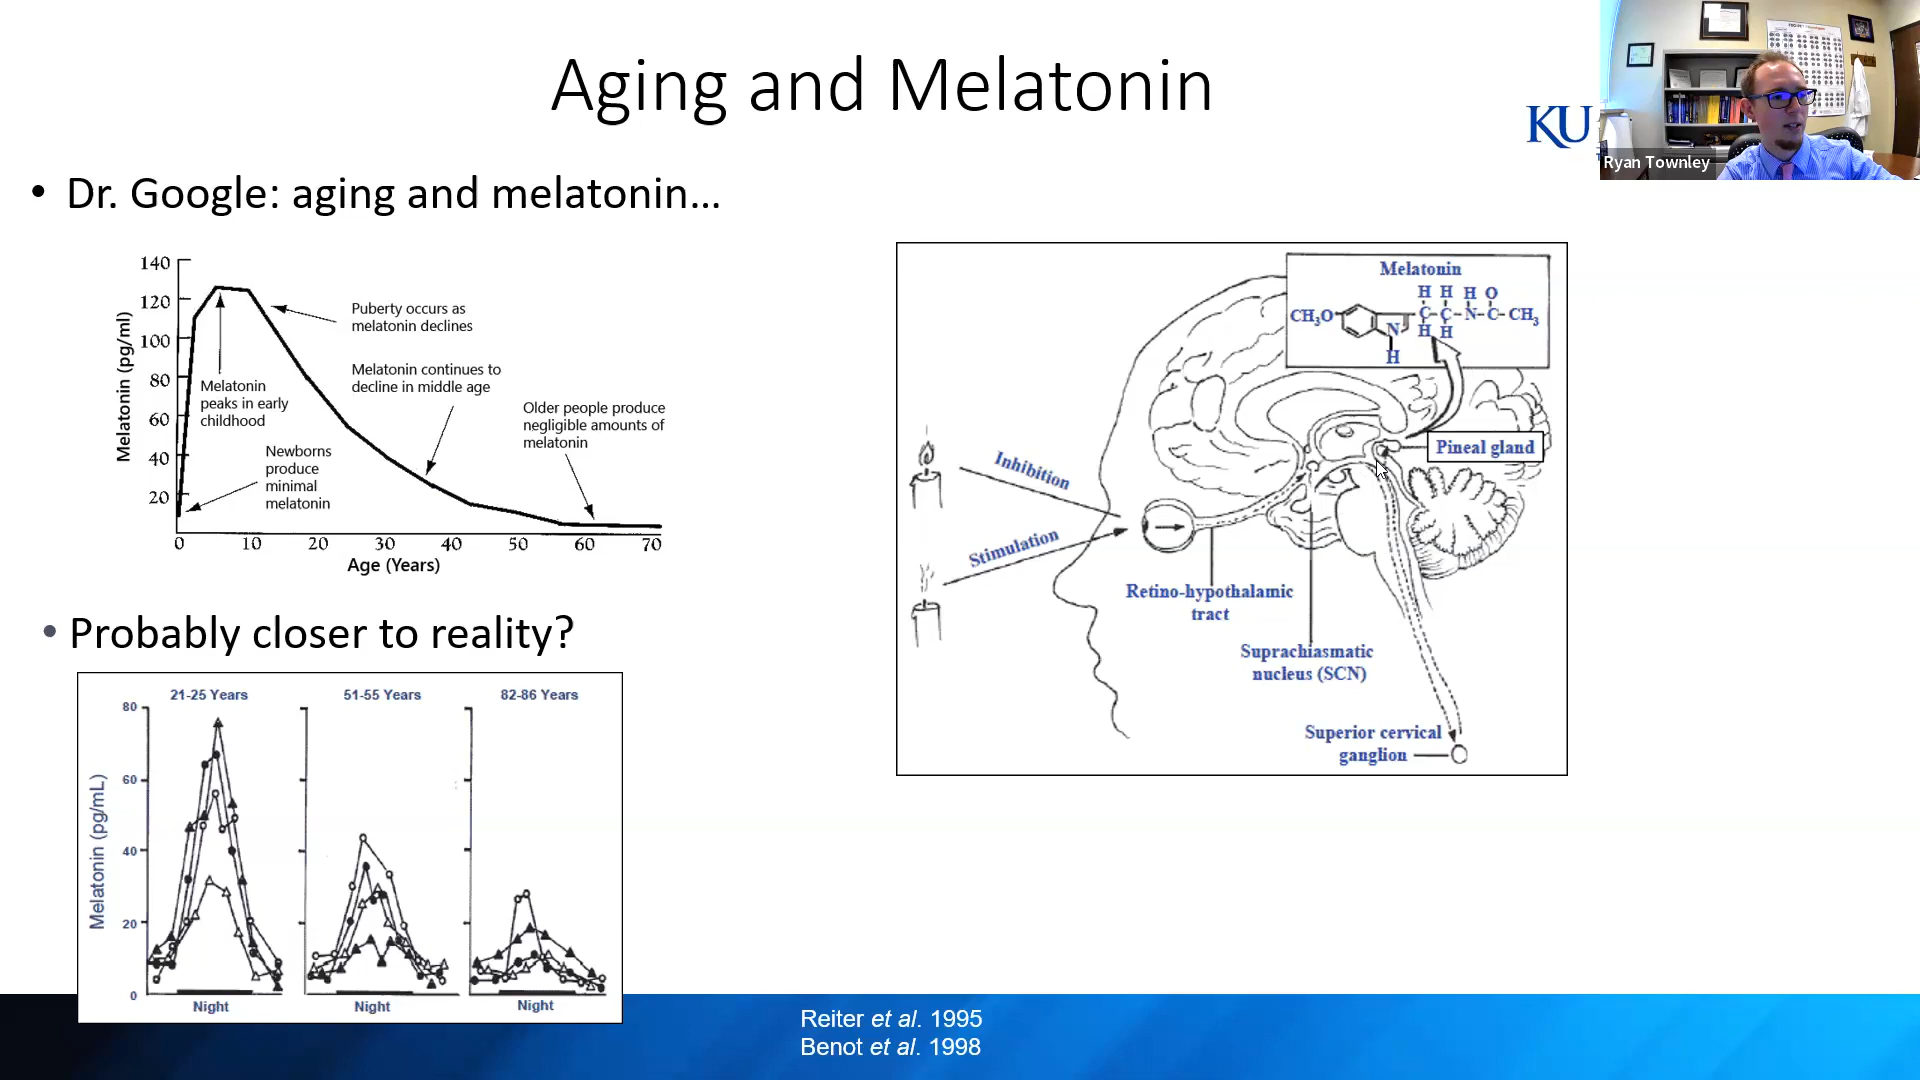 Aging and Melatonin
KU
Ryan Townley
• Dr. Google: aging and melatonin...
140
120
100
80
60
40
20
Melatonin (pg/ml)
Puberty occurs as
melatonin declines
Melatonin continues to
decline in middle age
Melatonin
peaks in early
childhood
Older people produce
negligible amounts of
melatonin
Newborns
produce
minimal
melatonin
0 10 20 30 40 50 60 70
Age (Years)
Melatonin
H H H O
CH3O C-C-N-C-CH3
N H H
H
Pineal gland
Inhibition
Stimulation
Retino-hypothalamic
tract
Suprachiasmatic
nucleus (SCN)
Superior cervical
ganglion
• Probably closer to reality?
21-25 Years 51-55 Years 82-86 Years
80
60
40
20
0
Melatonin (pg/mL)
Night Night Night
Reiter et al. 1995
Benot et al. 1998